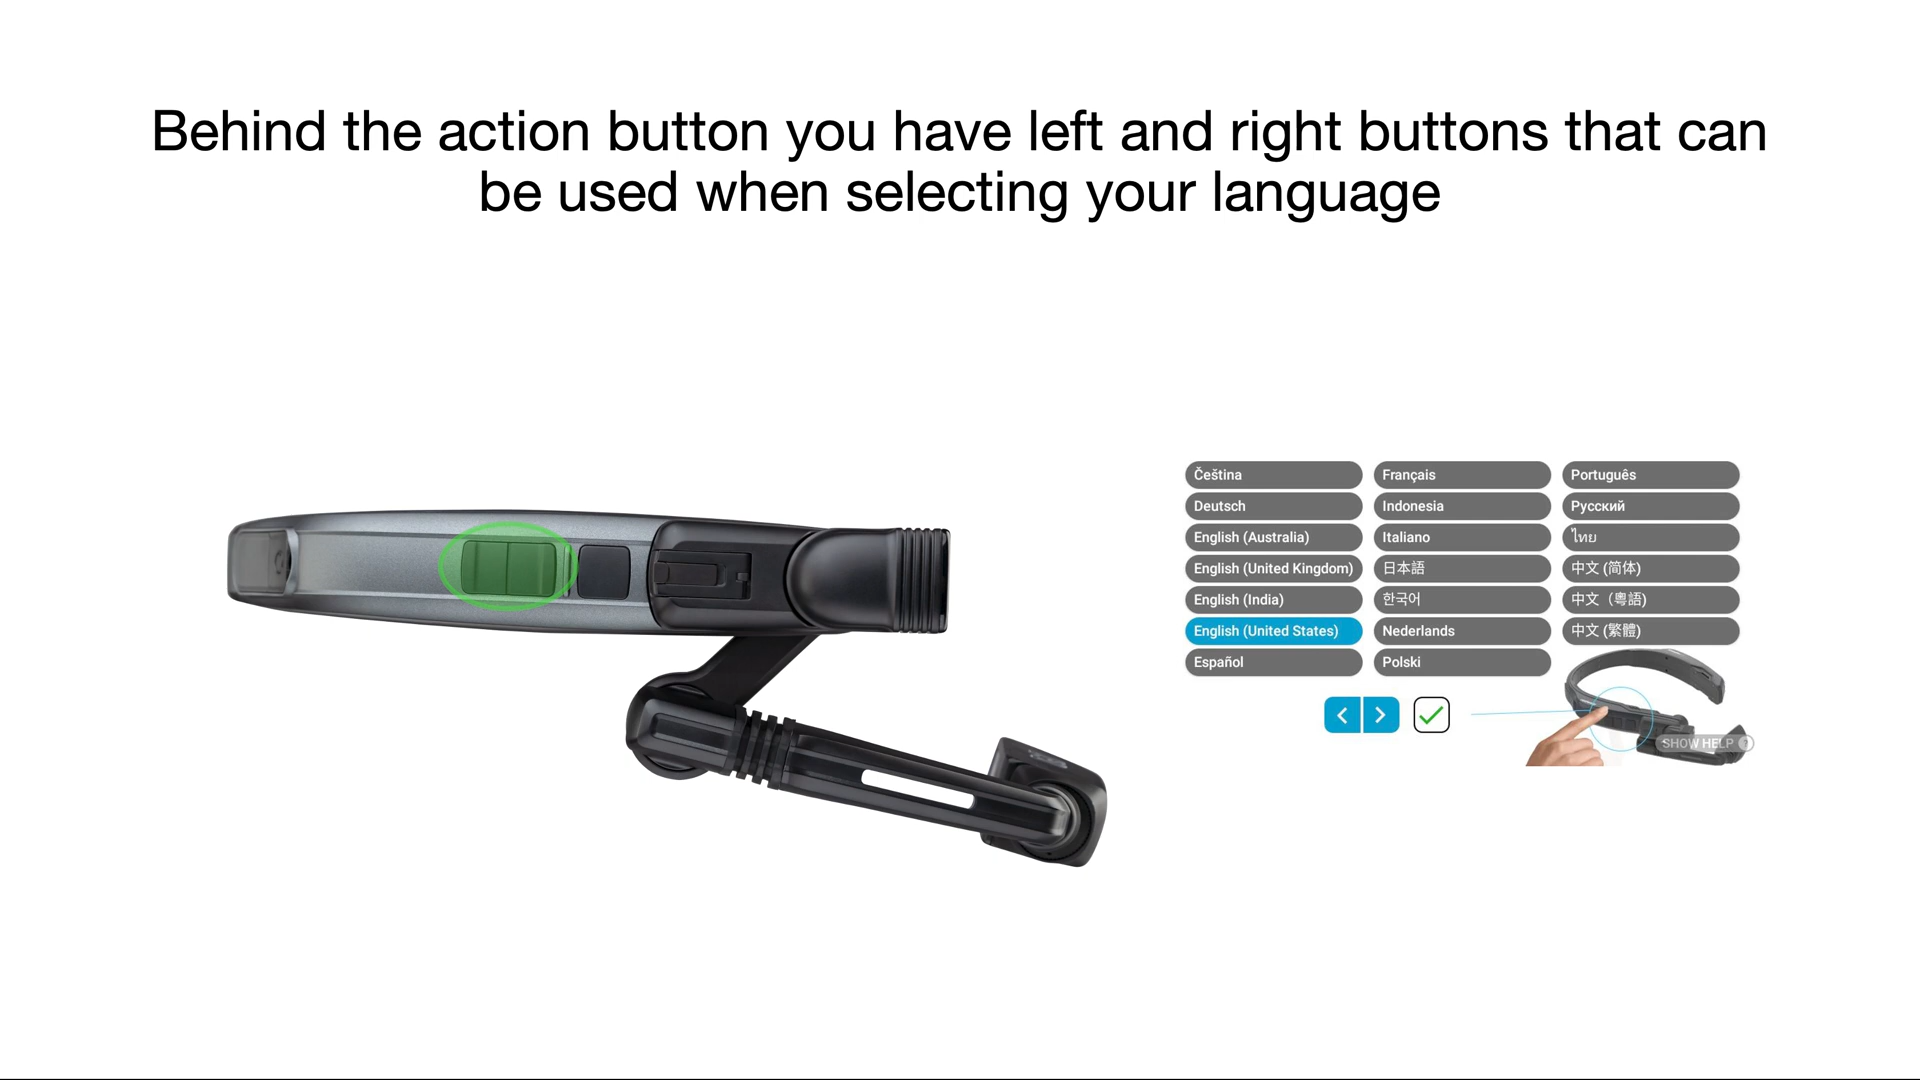 Behind the action button you have left and right buttons that can
be used when selecting your language
Čeština
Deutsch
English (Australia)
English (United Kingdom)
English (India)
English (United States)
Español
Français
Indonesia
Italiano
日本語
한국어
Nederlands
Polski
Português
Русский
ไทย
中文 (简体)
中文（粵語)
中文 (繁體)
SHOW HELP ?